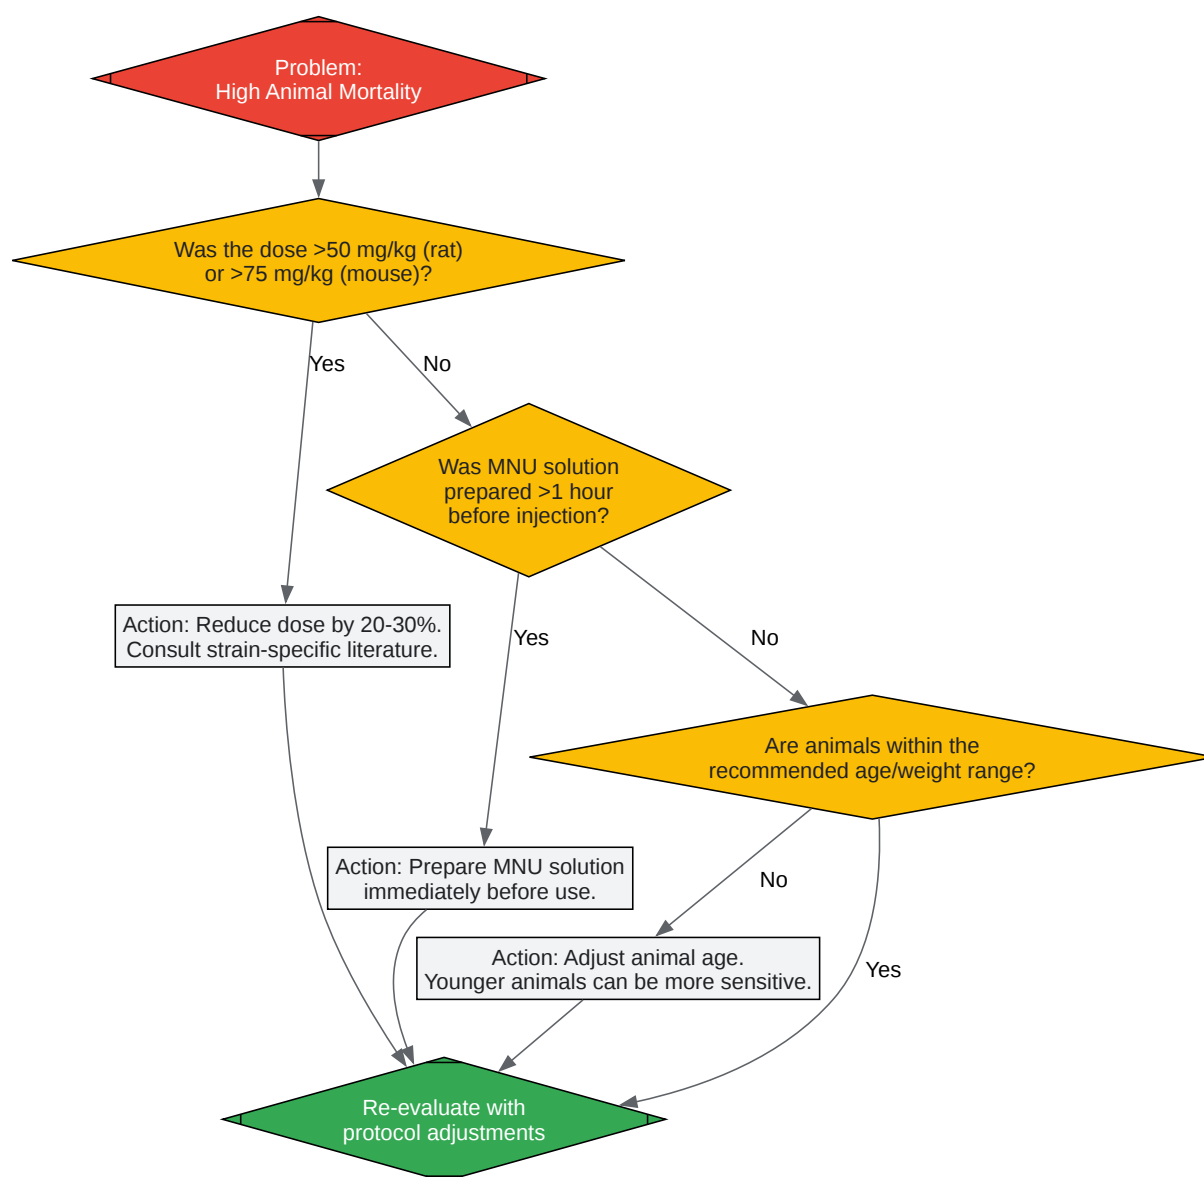 Problem:
High Animal Mortality
Was the dose >50 mg/kg (rat)
or >75 mg/kg (mouse)?
Yes
No
Was MNU solution
prepared >1 hour
before injection?
Action: Reduce dose by 20-30%.
Consult strain-specific literature.
Yes
No
Are animals within the
recommended age/weight range?
Action: Prepare MNU solution
immediately before use.
No
Action: Adjust animal age.
Younger animals can be more sensitive.
Yes
Re-evaluate with
protocol adjustments